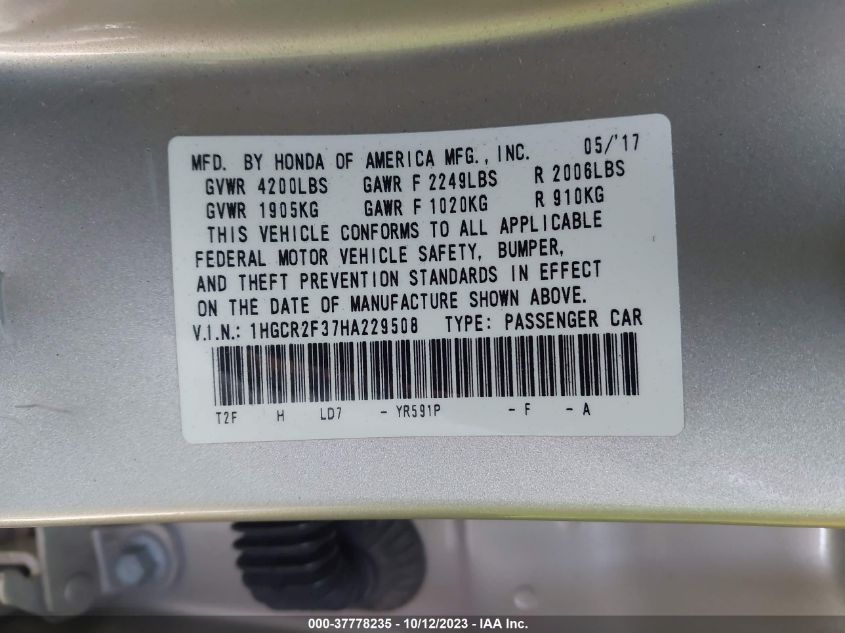 MFD. BY HONDA OF AMERICA MFG., INC. 05/'17
GVWR 4200LBS GAWR F 2249LBS R 2006LBS
GVWR 1905KG GAWR F 1020KG R 910KG
THIS VEHICLE CONFORMS TO ALL APPLICABLE
FEDERAL MOTOR VEHICLE SAFETY, BUMPER,
AND THEFT PREVENTION STANDARDS IN EFFECT
ON THE DATE OF MANUFACTURE SHOWN ABOVE.
V.I.N.: 1HGCR2F37HA229508 TYPE: PASSENGER CAR
T2F H LD7 - YR591P - F - A
000-37778235 - 10/12/2023 - IAA Inc.